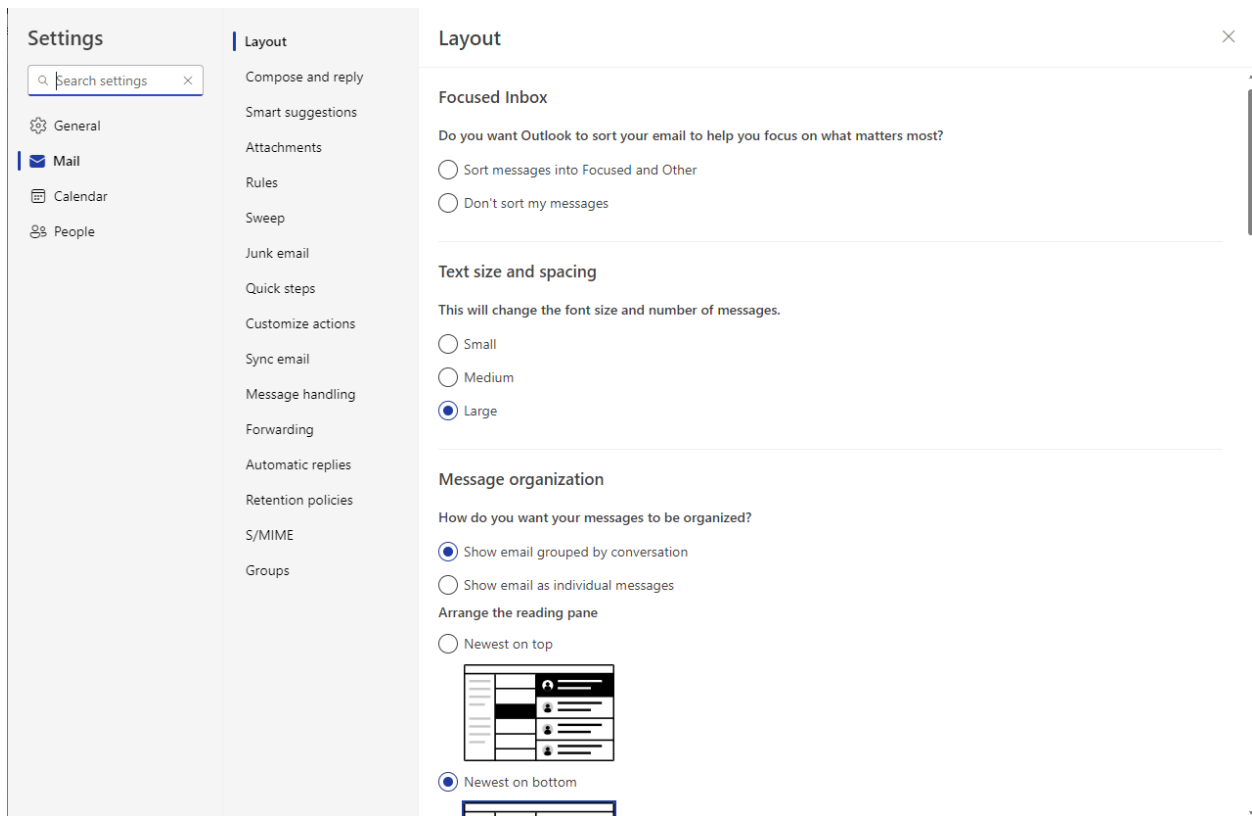 Settings
Search settings
General
Mail
Calendar
People
Layout
Compose and reply
Smart suggestions
Attachments
Rules
Sweep
Junk email
Quick steps
Customize actions
Sync email
Message handling
Forwarding
Automatic replies
Retention policies
S/MIME
Groups
Layout
Focused Inbox
Do you want Outlook to sort your email to help you focus on what matters most?
Sort messages into Focused and Other
Don't sort my messages
Text size and spacing
This will change the font size and number of messages.
Small
Medium
Large
Message organization
How do you want your messages to be organized?
Show email grouped by conversation
Show email as individual messages
Arrange the reading pane
Newest on top
Newest on bottom